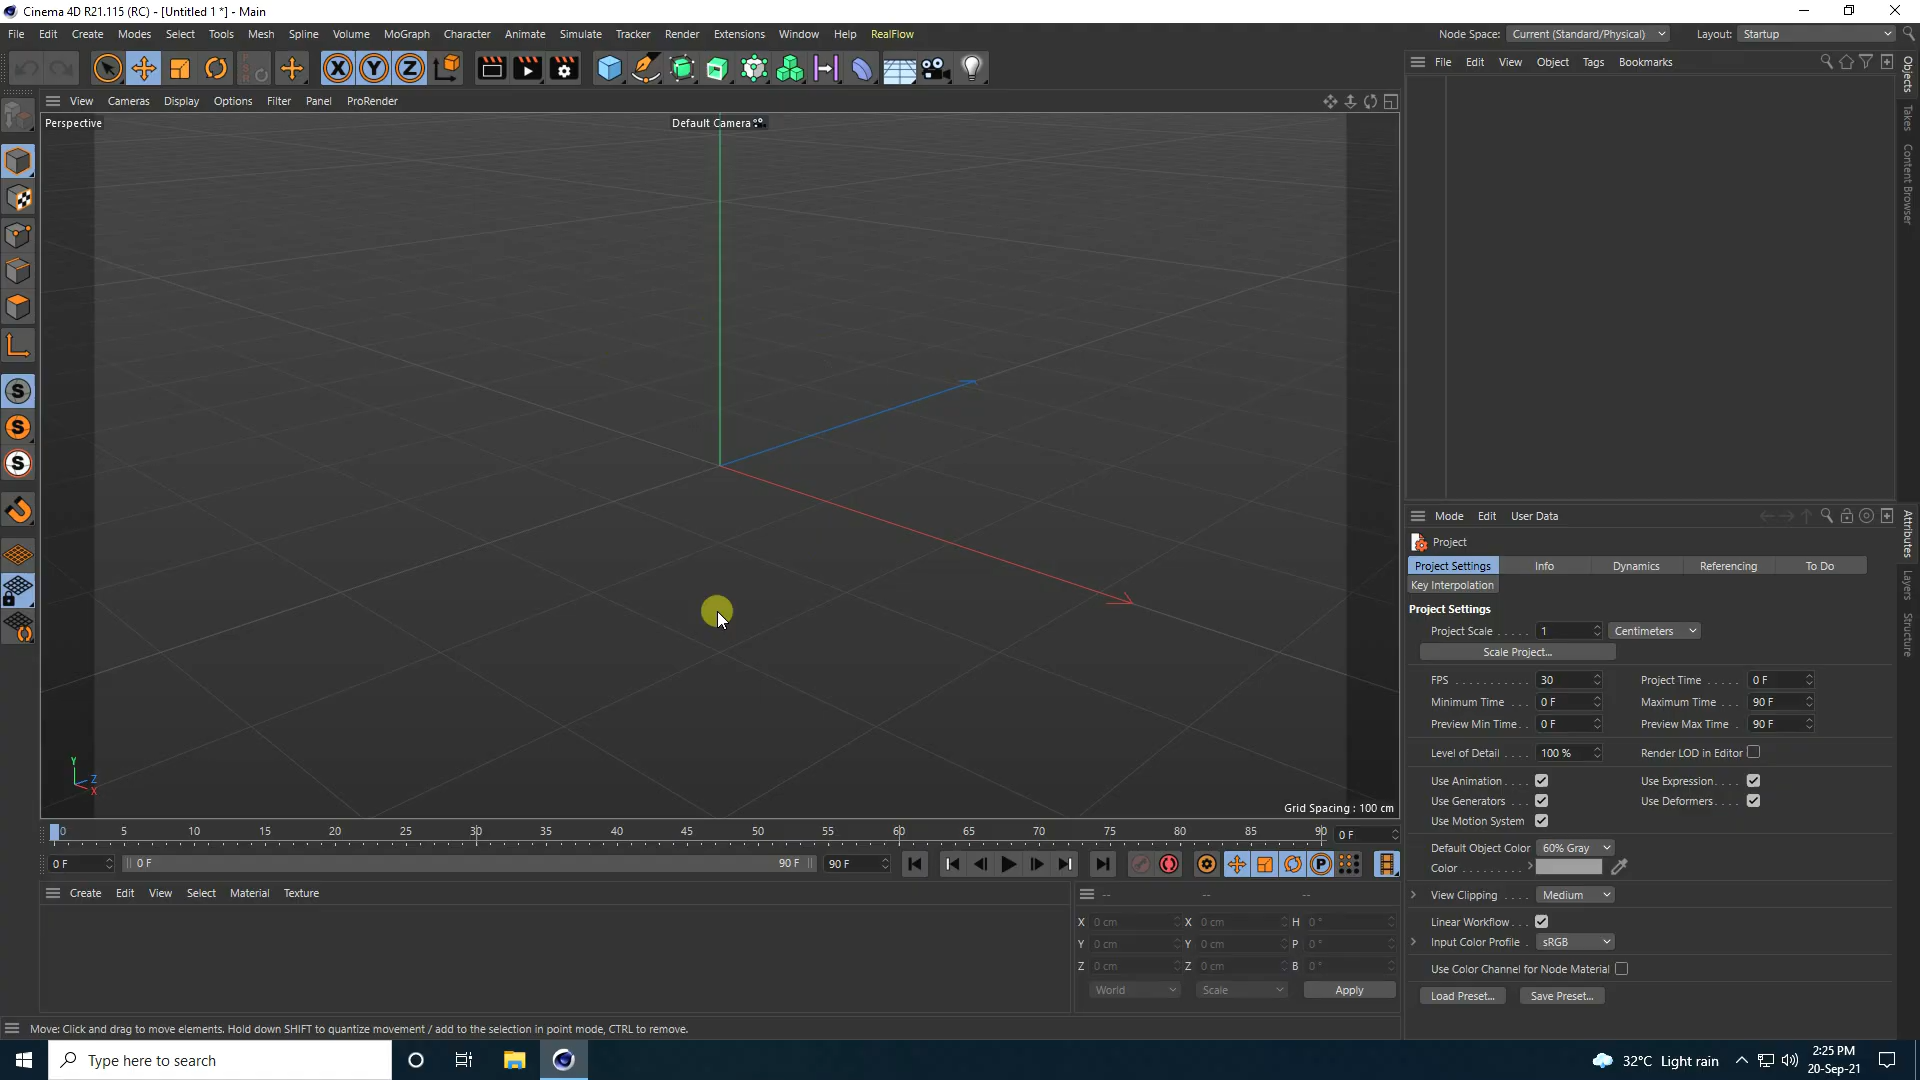 Cinema 4D R21.115 (RC) - [Untitled 1 *] - Main
File Edit Create Modes Select Tools Mesh Spline Volume MoGraph Character Animate Simulate Tracker Render Extensions Window Help RealFlow Node Space: Current (Standard/Physical) Layout: Startup
File Edit View Object Tags Bookmarks
View Cameras Display Options Filter Panel ProRender
Perspective Default Camera
Objects
Takes
Content Browser
Mode Edit User Data
Attributes
Layers
Structure
Project
Project Settings Info Dynamics Referencing To Do
Key Interpolation
Project Settings
Project Scale . . . . . 1 Centimeters
Scale Project...
FPS . . . . . . . . . . . 30 Project Time . . . . . 0 F
Minimum Time . . . 0 F Maximum Time . . . 90 F
Preview Min Time . . 0 F Preview Max Time . 90 F
Level of Detail . . . . 100 % Render LOD in Editor
Use Animation . . . . Use Expression . . . .
Use Generators . . . Use Deformers . . . .
Use Motion System
Default Object Color 60% Gray
Color . . . . . . . . .
View Clipping . . . . Medium
Linear Workflow . . .
Input Color Profile . sRGB
Use Color Channel for Node Material
Load Preset... Save Preset...
Y
Z
X
Grid Spacing : 100 cm
0 5 10 15 20 25 30 35 40 45 50 55 60 65 70 75 80 85 90 0 F
0 F 0 F 90 F 90 F
Create Edit View Select Material Texture
-- -- --
X 0 cm X 0 cm H 0 °
Y 0 cm Y 0 cm P 0 °
Z 0 cm Z 0 cm B 0 °
World Scale Apply
Move: Click and drag to move elements. Hold down SHIFT to quantize movement / add to the selection in point mode, CTRL to remove.
Type here to search
32°C Light rain
2:25 PM
20-Sep-21